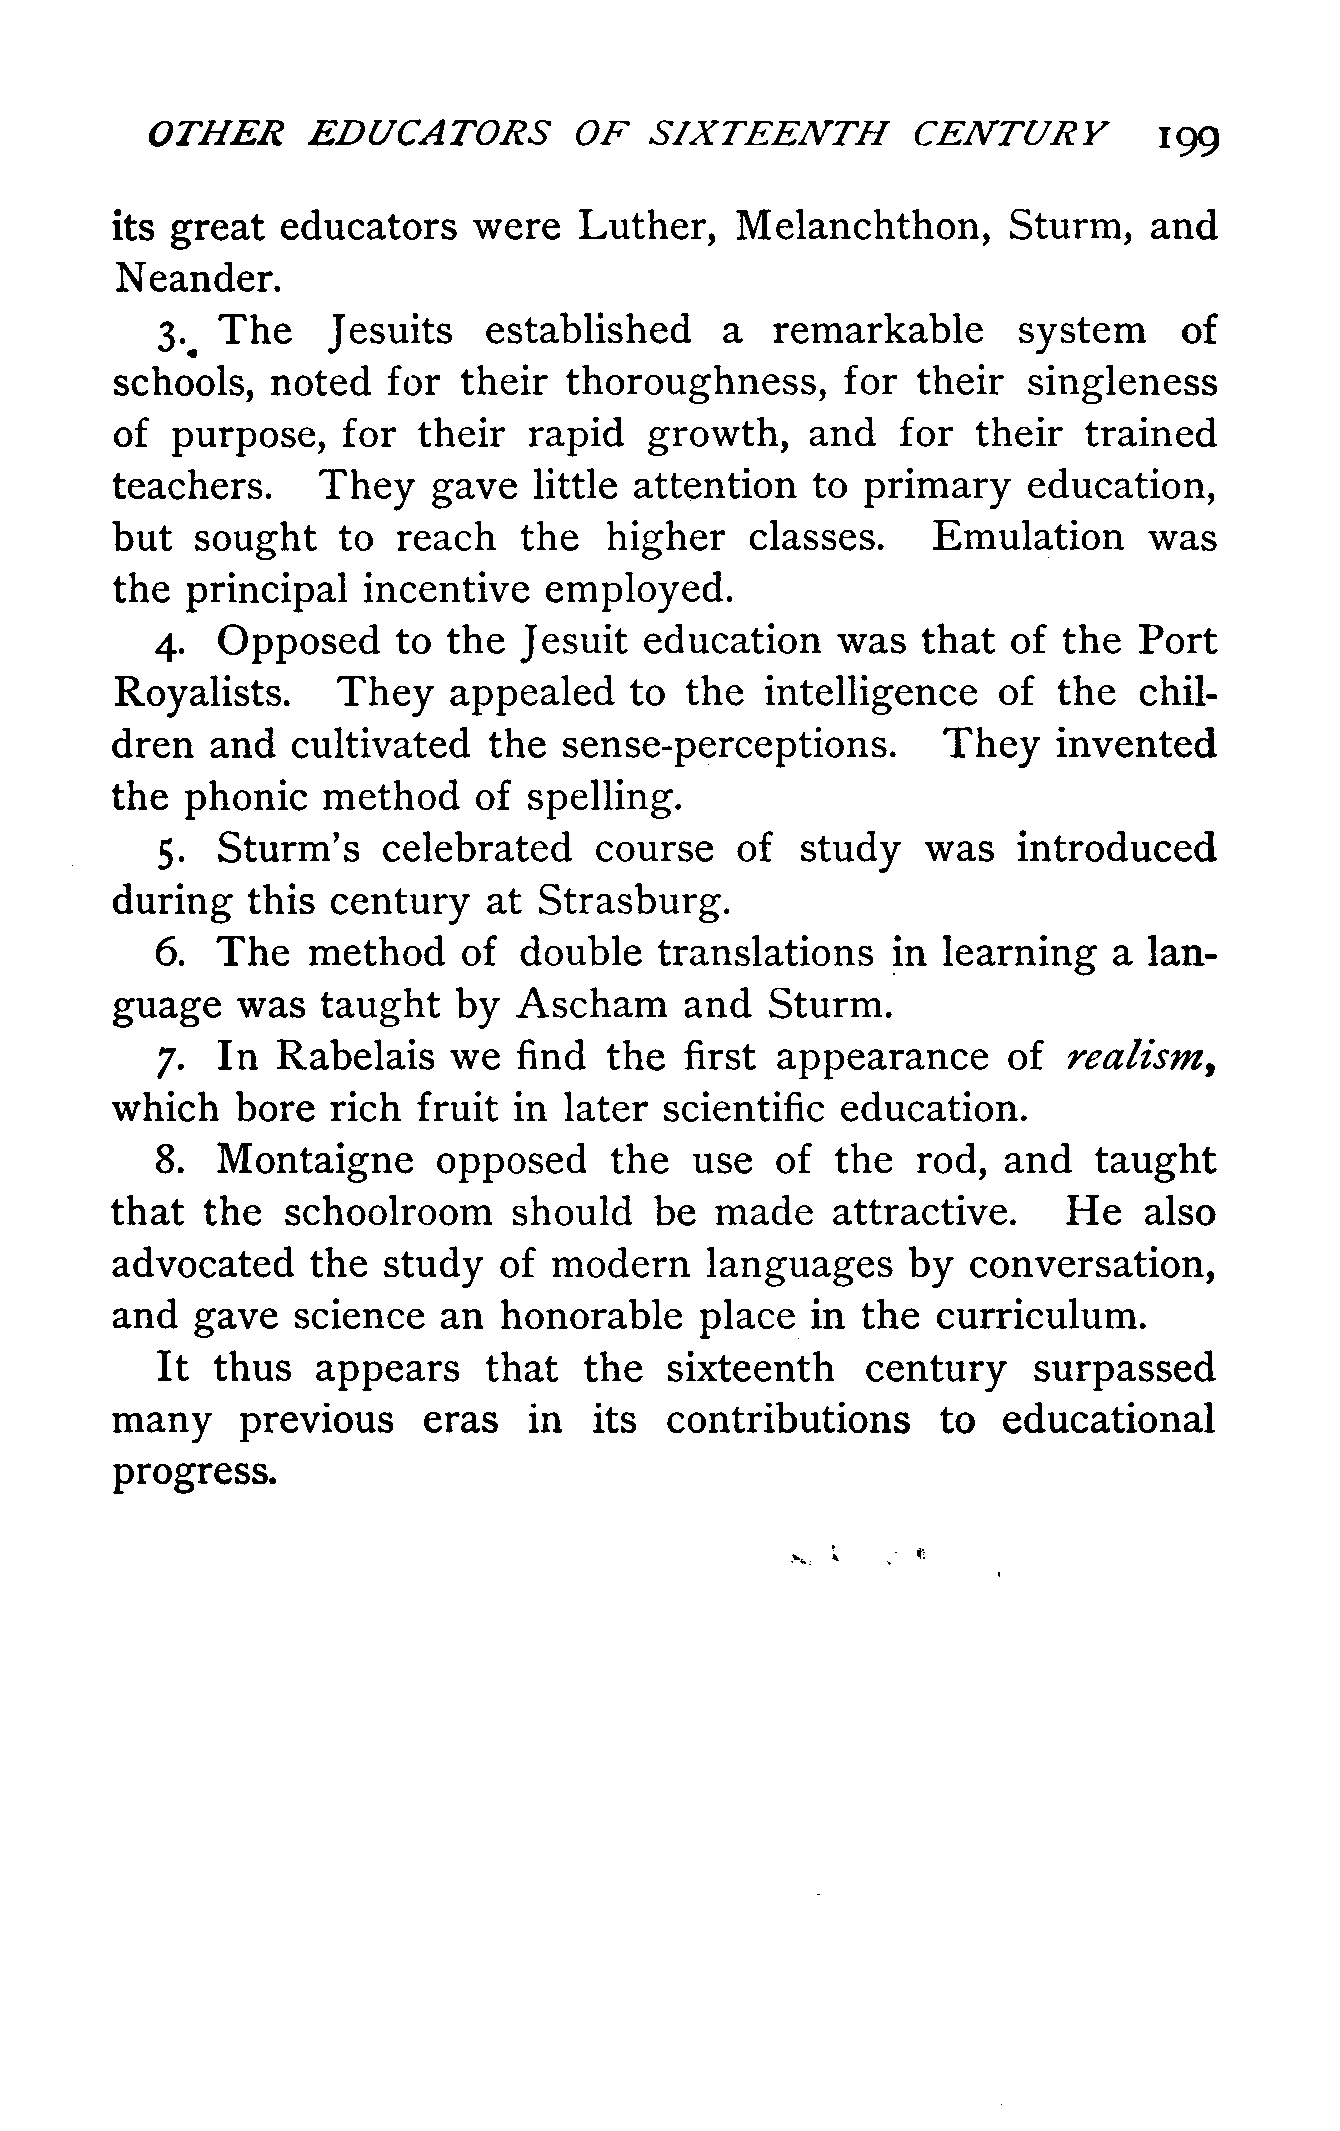 OTHER EDUCATORS OF SIXTEENTH CENTURY 199
its great educators were Luther, Melanchthon, Sturm, and
Neander.
3. The Jesuits established a remarkable system of
schools, noted for their thoroughness, for their singleness
of purpose, for their rapid growth, and for their trained
teachers. They gave little attention to primary education,
but sought to reach the higher classes. Emulation was
the principal incentive employed.
4. Opposed to the Jesuit education was that of the Port
Royalists. They appealed to the intelligence of the chil-
dren and cultivated the sense-perceptions. They invented
the phonic method of spelling.
5. Sturm's celebrated course of study was introduced
during this century at Strasburg.
6. The method of double translations in learning a lan-
guage was taught by Ascham and Sturm.
7. In Rabelais we find the first appearance of realism,
which bore rich fruit in later scientific education.
8. Montaigne opposed the use of the rod, and taught
that the schoolroom should be made attractive. He also
advocated the study of modern languages by conversation,
and gave science an honorable place in the curriculum.
It thus appears that the sixteenth century surpassed
many previous eras in its contributions to educational
progress.